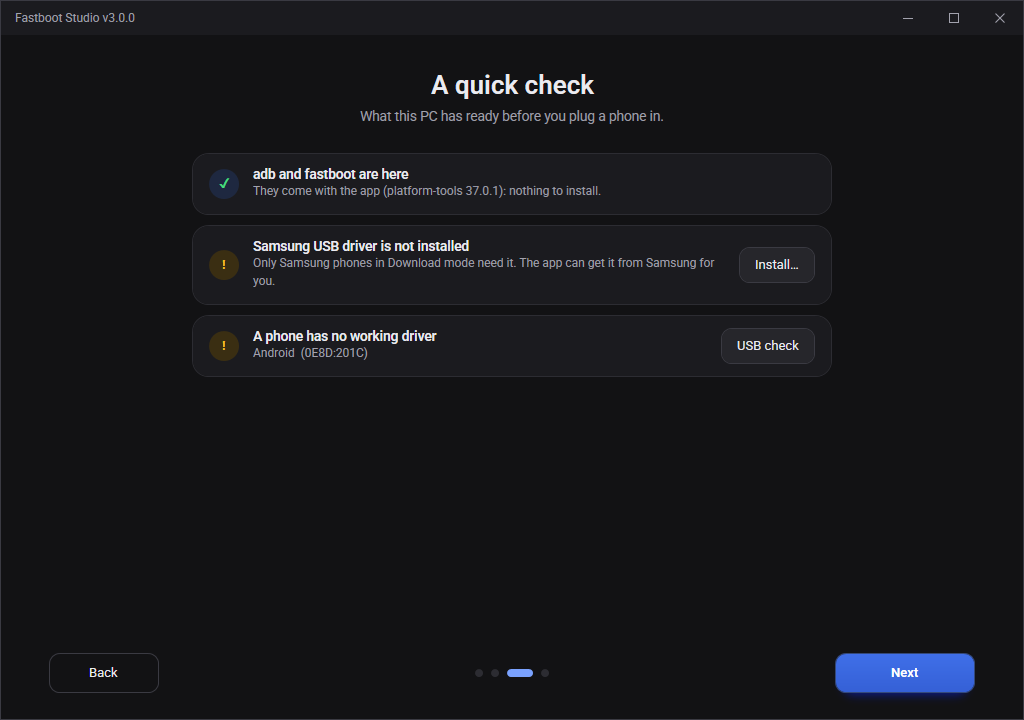 Fastboot Studio v3.0.0
A quick check
What this PC has ready before you plug a phone in.
adb and fastboot are here
They come with the app (platform-tools 37.0.1): nothing to install.
!
Samsung USB driver is not installed
Only Samsung phones in Download mode need it. The app can get it from Samsung for
you.
Install...
!
A phone has no working driver
Android (0E8D:201C)
USB check
Back
Next